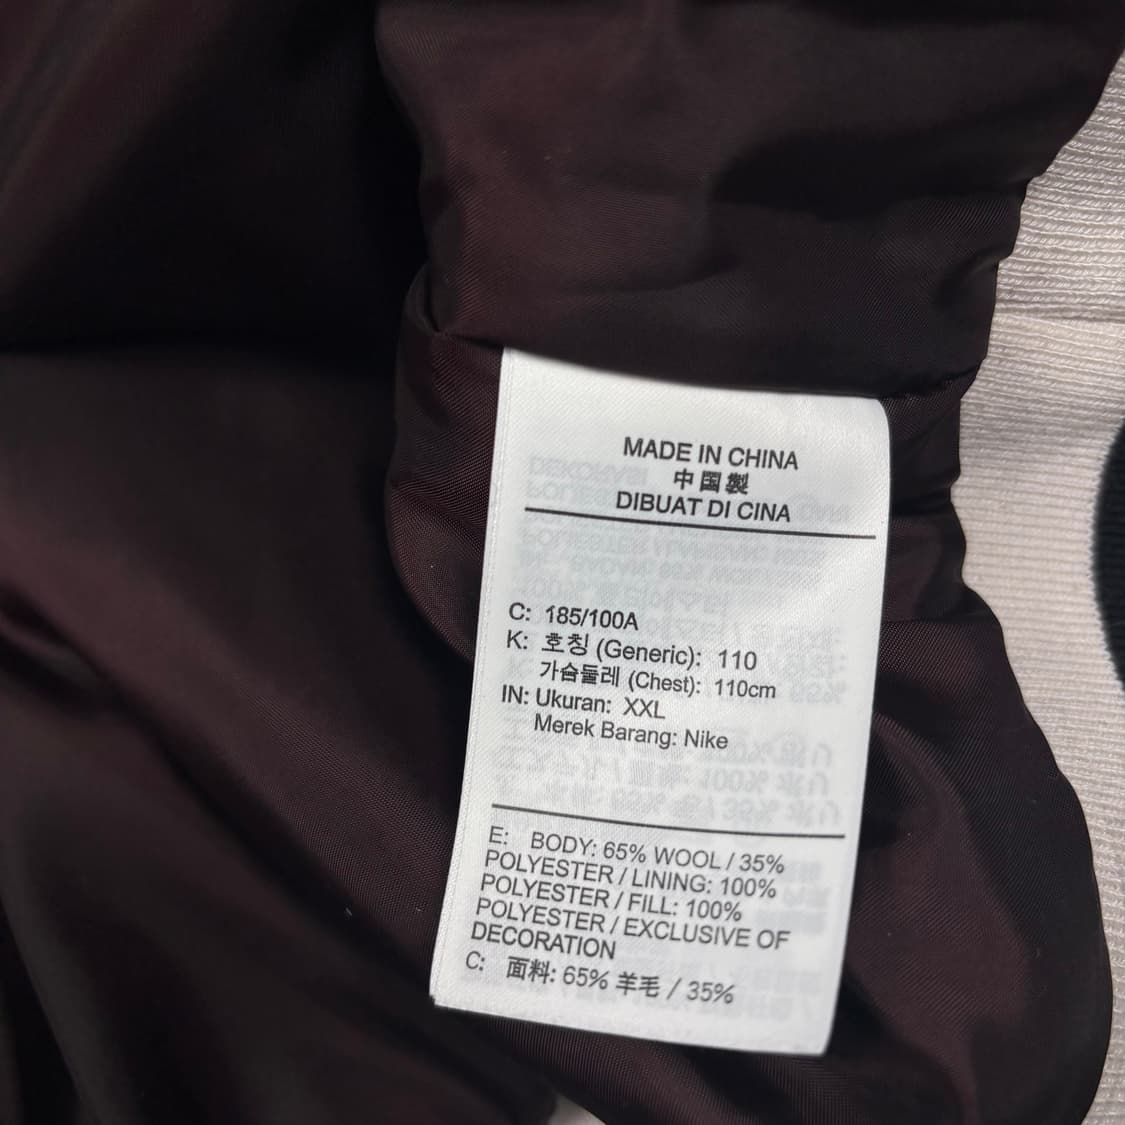 MADE IN CHINA
中国製
DIBUAT DI CINA
C: 185/100A
K: 호칭 (Generic): 110
가슴둘레 (Chest): 110cm
IN: Ukuran: XXL
Merek Barang: Nike
E: BODY: 65% WOOL / 35%
POLYESTER / LINING: 100%
POLYESTER / FILL: 100%
POLYESTER / EXCLUSIVE OF
DECORATION
C: 面料: 65% 羊毛 / 35%